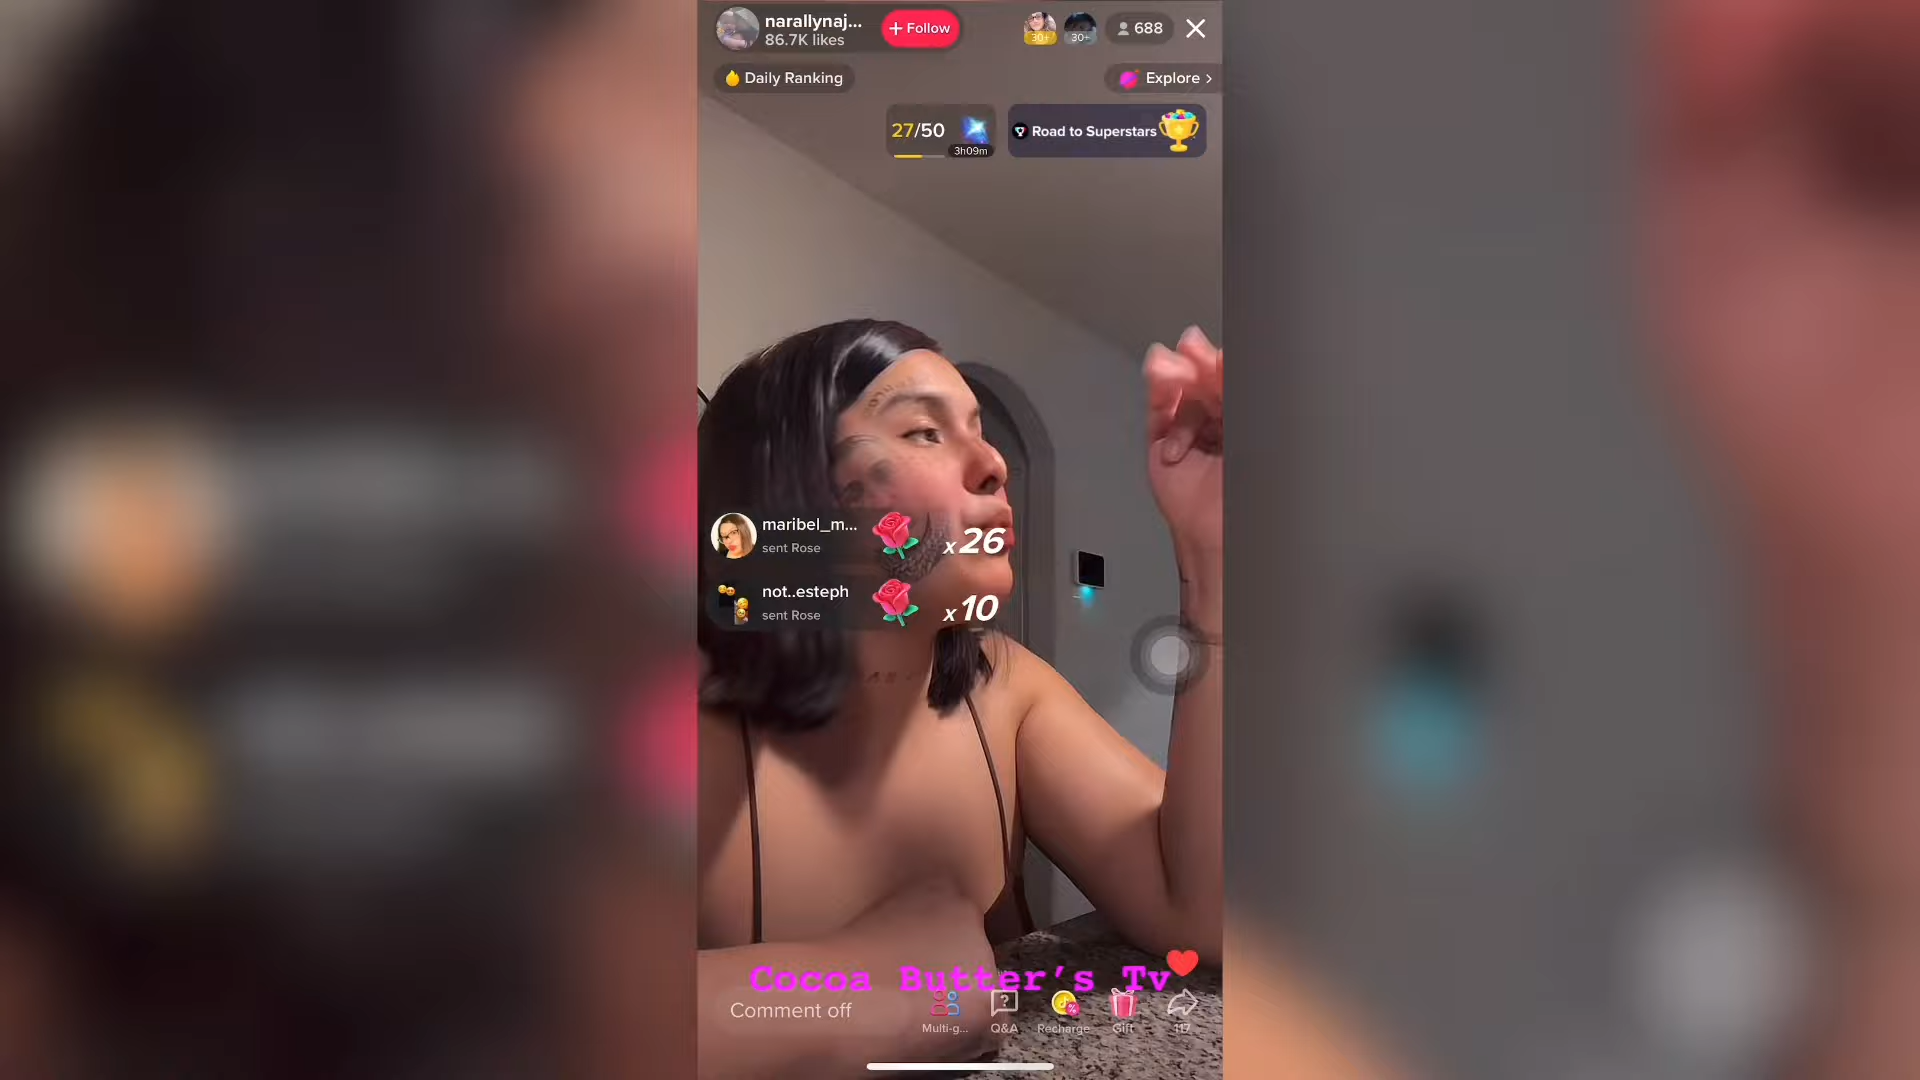 narallynaj...
86.7K likes
+ Follow
30+
30+
688
Daily Ranking
Explore >
27/50
3h09m
Road to Superstars
maribel_m...
sent Rose
x26
not..esteph
sent Rose
x10
Cocoa Butter's Tv
Comment off
Multi-g...
Q&A
Recharge
Gift
117